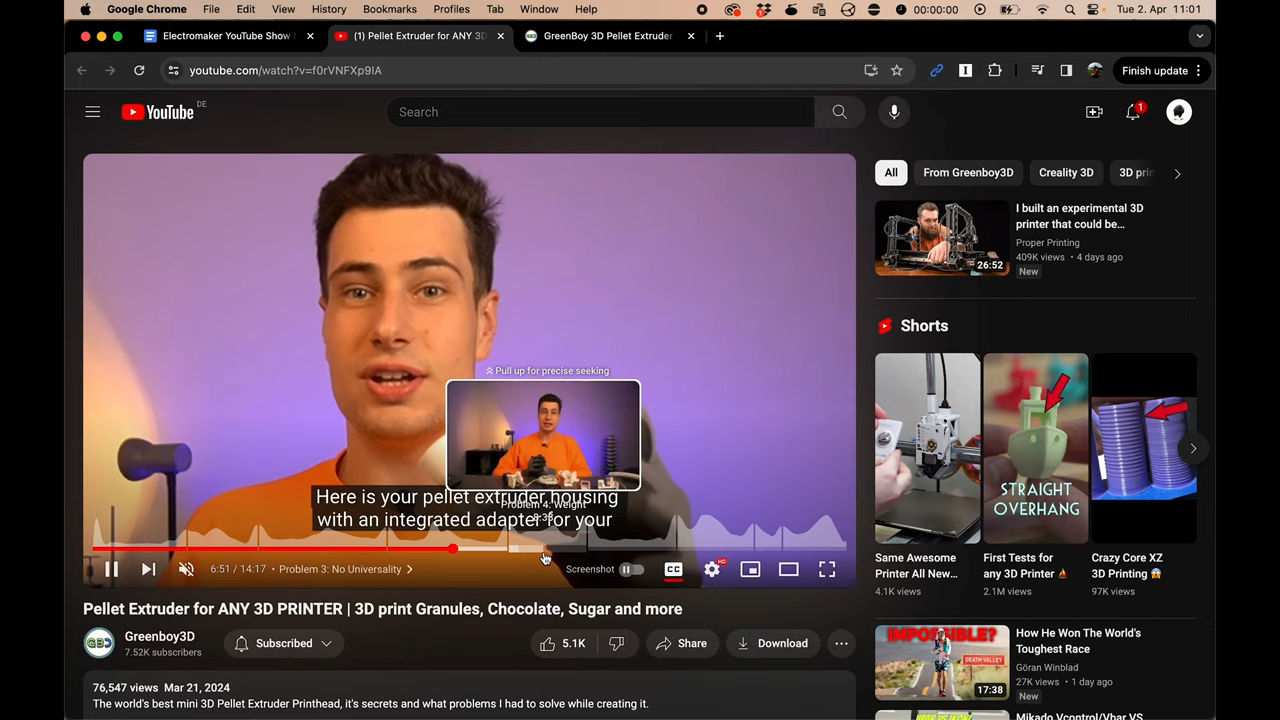 Google Chrome File Edit View History Bookmarks Profiles Tab Window Help 00:00:00 Tue 2. Apr 11:01
Electromaker YouTube Show N (1) Pellet Extruder for ANY 3D GreenBoy 3D Pellet Extruder
youtube.com/watch?v=f0rVNFXp9IA Finish update
YouTube DE
Search
1
All From Greenboy3D Creality 3D 3D prin
I built an experimental 3D
printer that could be...
Proper Printing
409K views • 4 days ago
New
26:52
Shorts
Pull up for precise seeking
Here is your pellet extruder housing
with an integrated adapter for your
Problem 4: Weight
STRAIGHT
OVERHANG
6:51 / 14:17 • Problem 3: No Universality
Screenshot CC HD
Same Awesome
Printer All New...
4.1K views
First Tests for
any 3D Printer
2.1M views
Crazy Core XZ
3D Printing
97K views
Pellet Extruder for ANY 3D PRINTER | 3D print Granules, Chocolate, Sugar and more
Greenboy3D
7.52K subscribers
Subscribed
5.1K Share Download
76,547 views Mar 21, 2024
The world's best mini 3D Pellet Extruder Printhead, it's secrets and what problems I had to solve while creating it.
IMPOSSIBLE?
DEATH VALLEY
17:38
How He Won The World's
Toughest Race
Göran Winblad
27K views • 1 day ago
New
Mikado Vcontrol/Vbar VS